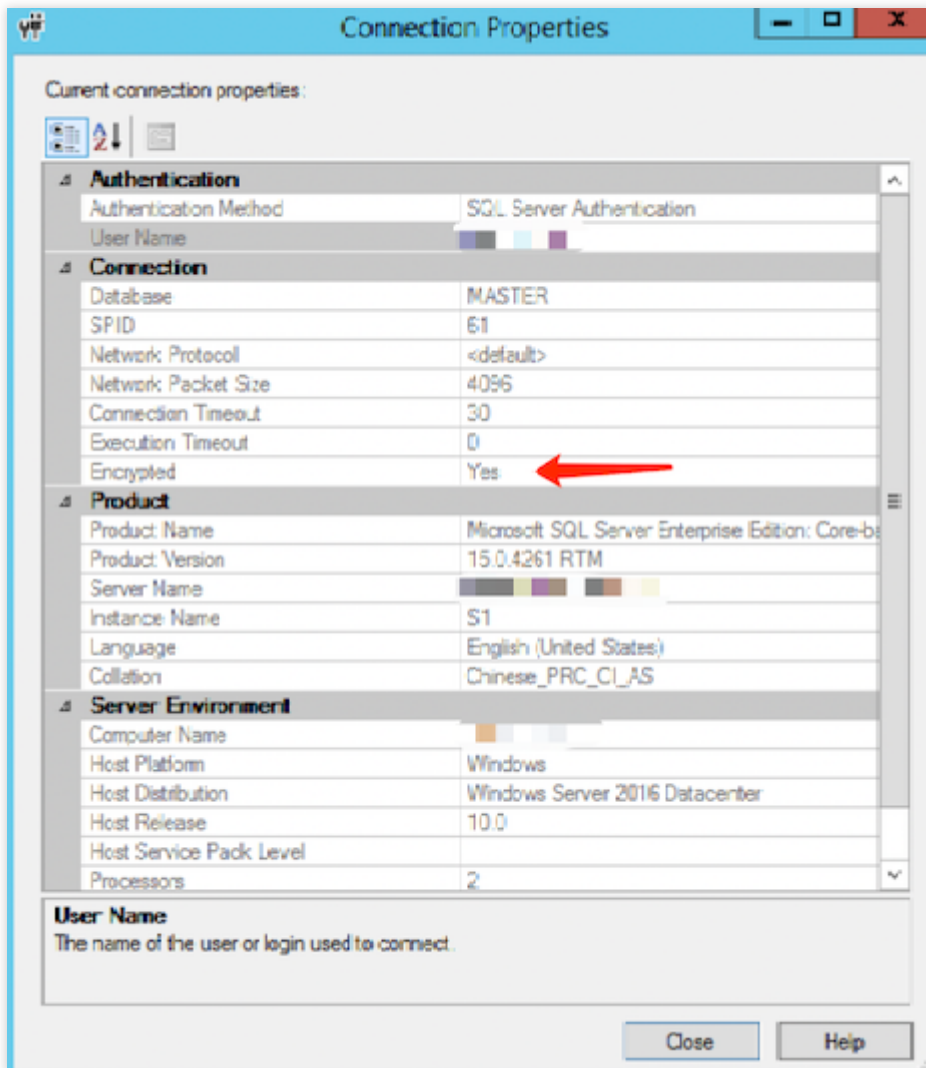 Connection Properties
Current connection properties:
Authentication
Authentication Method SQL Server Authentication
User Name
Connection
Database MASTER
SPID 61
Network Protocol <default>
Network Packet Size 4096
Connection Timeout 30
Execution Timeout 0
Encrypted Yes
Product
Product Name Microsoft SQL Server Enterprise Edition: Core-ba
Product Version 15.0.4261 RTM
Server Name
Instance Name S1
Language English (United States)
Collation Chinese_PRC_CI_AS
Server Environment
Computer Name
Host Platform Windows
Host Distribution Windows Server 2016 Datacenter
Host Release 10.0
Host Service Pack Level
Processors 2
User Name
The name of the user or login used to connect.
Close Help